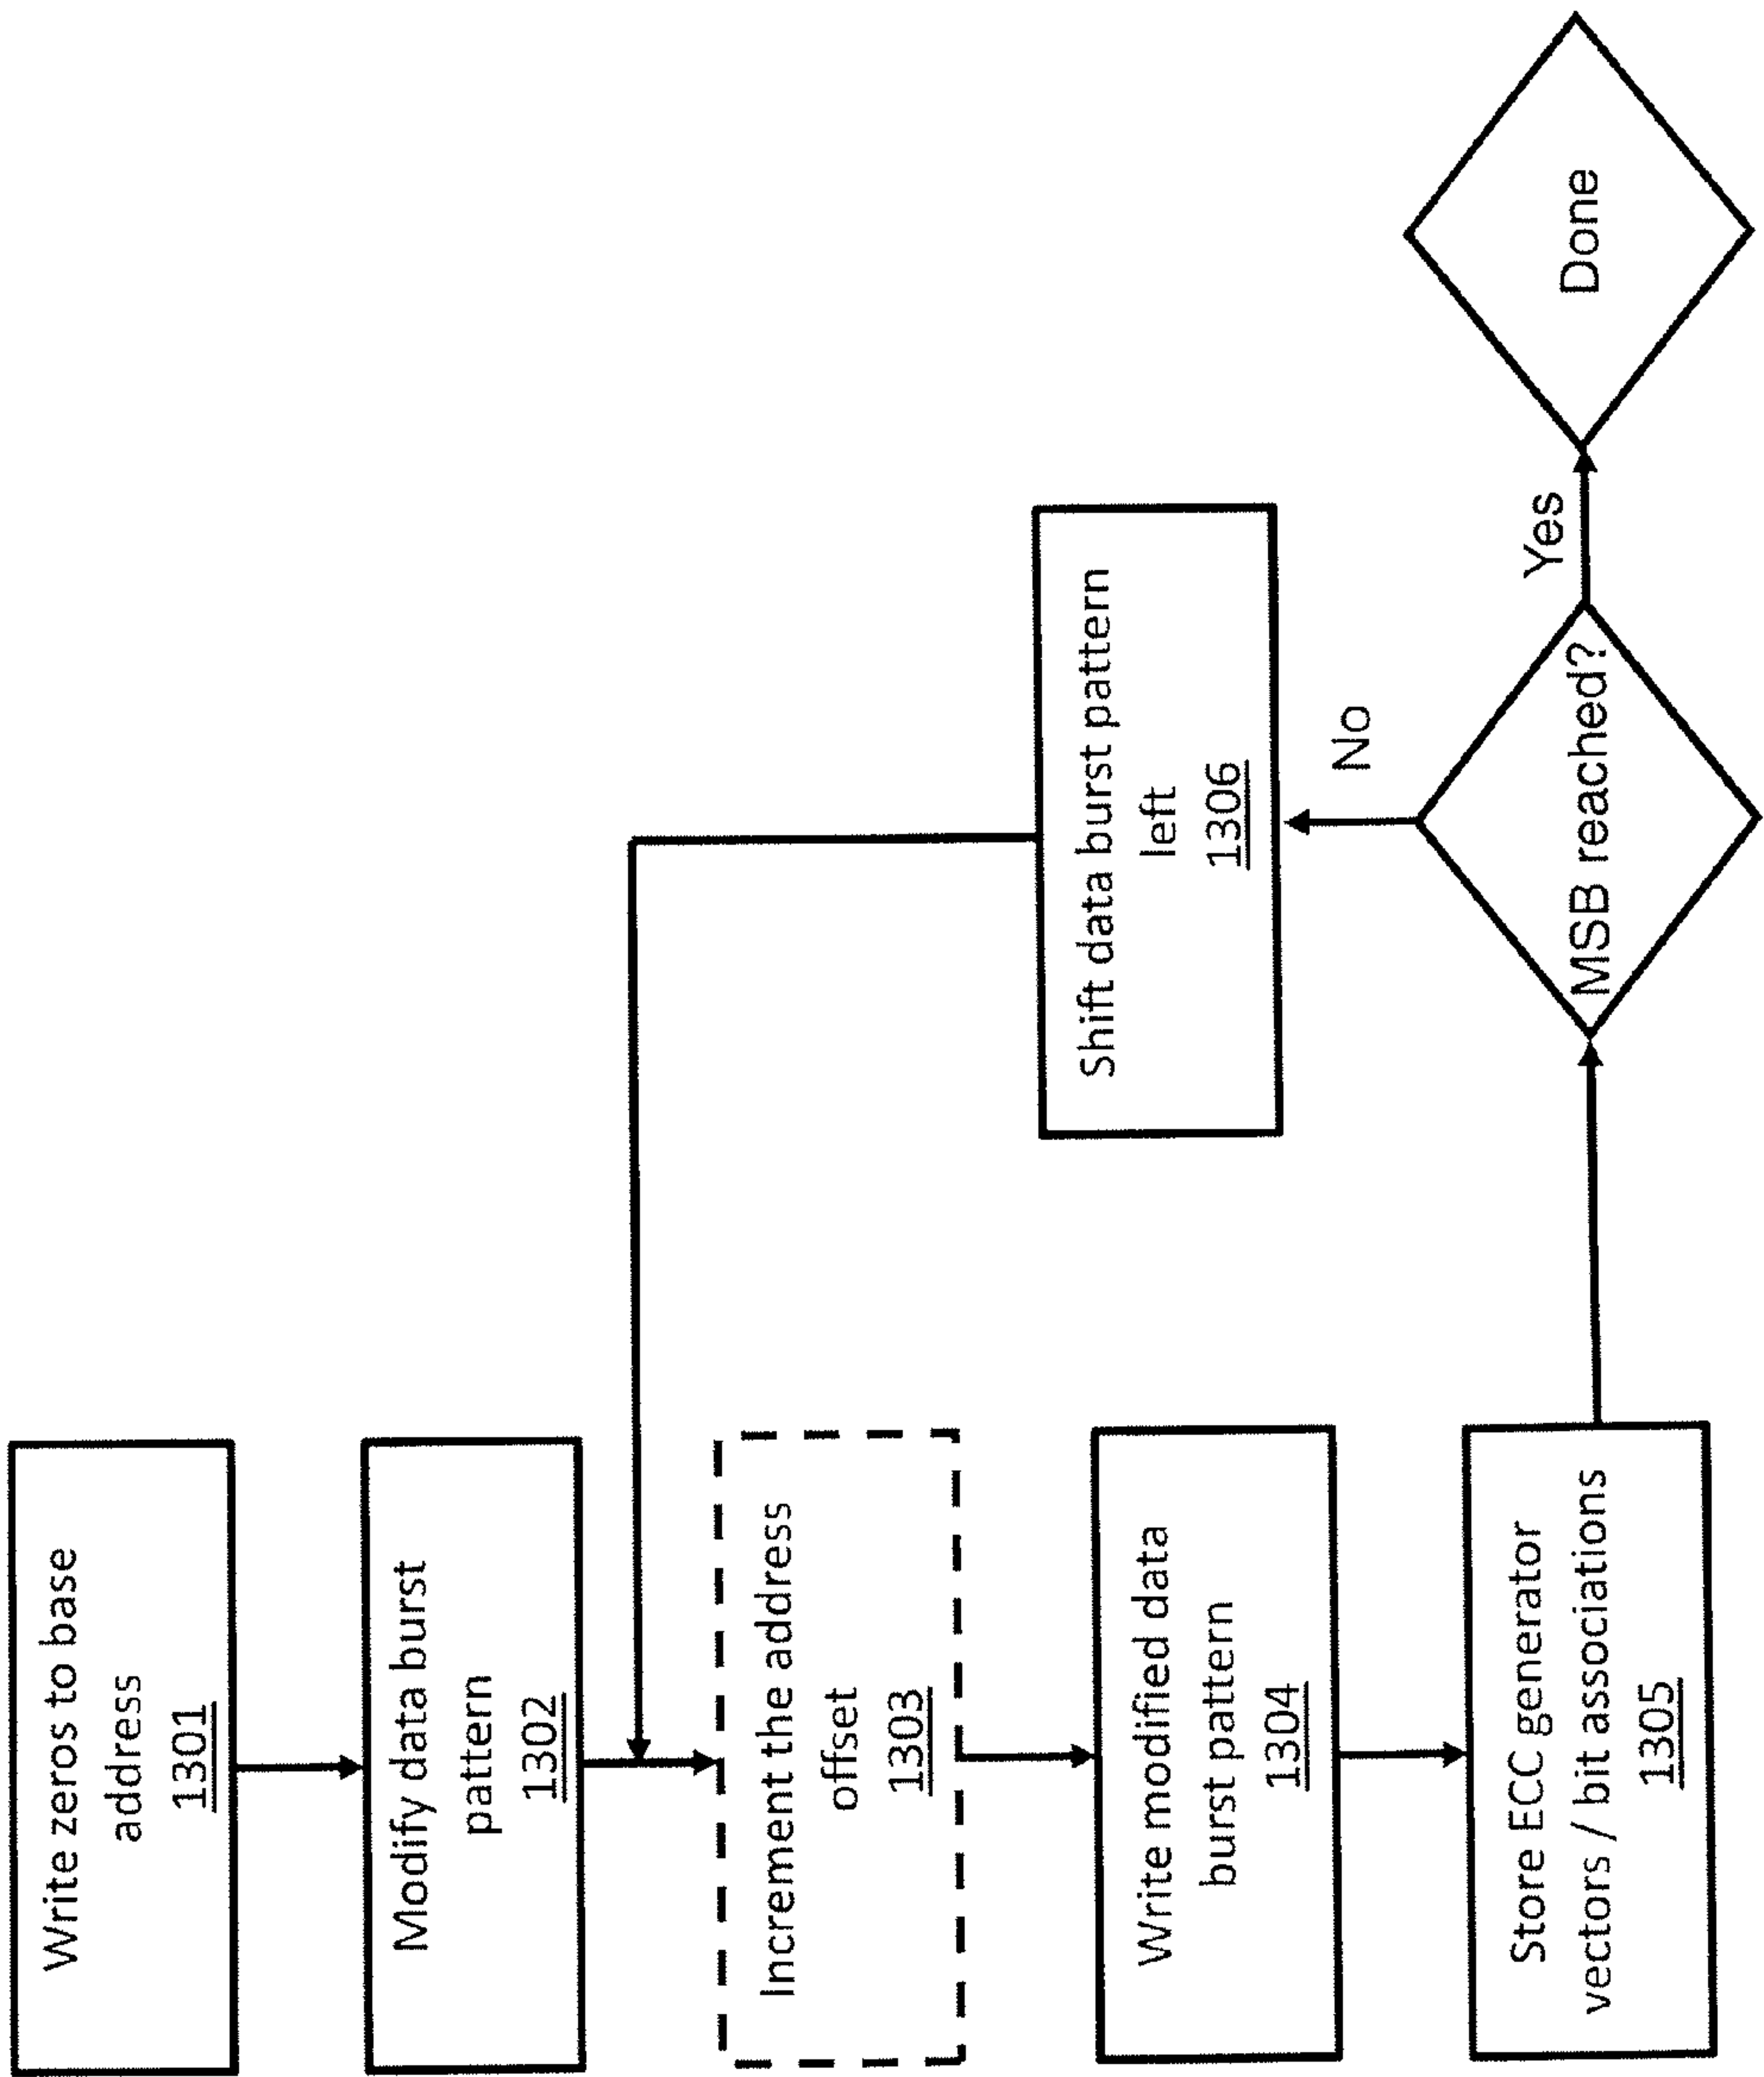 Write zeros to base
address
1301
Modify data burst
pattern
1302
Increment the address
offset
1303
Write modified data
burst pattern
1304
Store ECC generator
vectors / bit associations
1305
MSB reached?
No
Shift data burst pattern
left
1306
Yes
Done